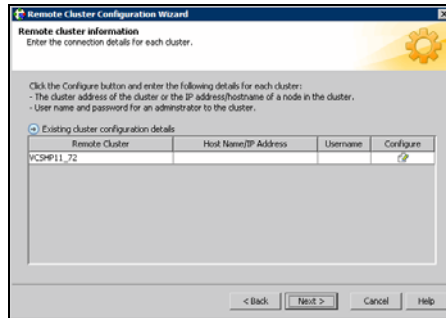 Remote Cluster Configuration Wizard
Remote cluster information
Enter the connection details for each cluster.
Click the Configure button and enter the following details for each cluster:
- The cluster address of the cluster or the IP address/hostname of a node in the cluster.
- User name and password for an adminstrator to the cluster.
Existing cluster configuration details
Remote Cluster Host Name/IP Address Username Configure
VCSHP11_72
< Back Next > Cancel Help